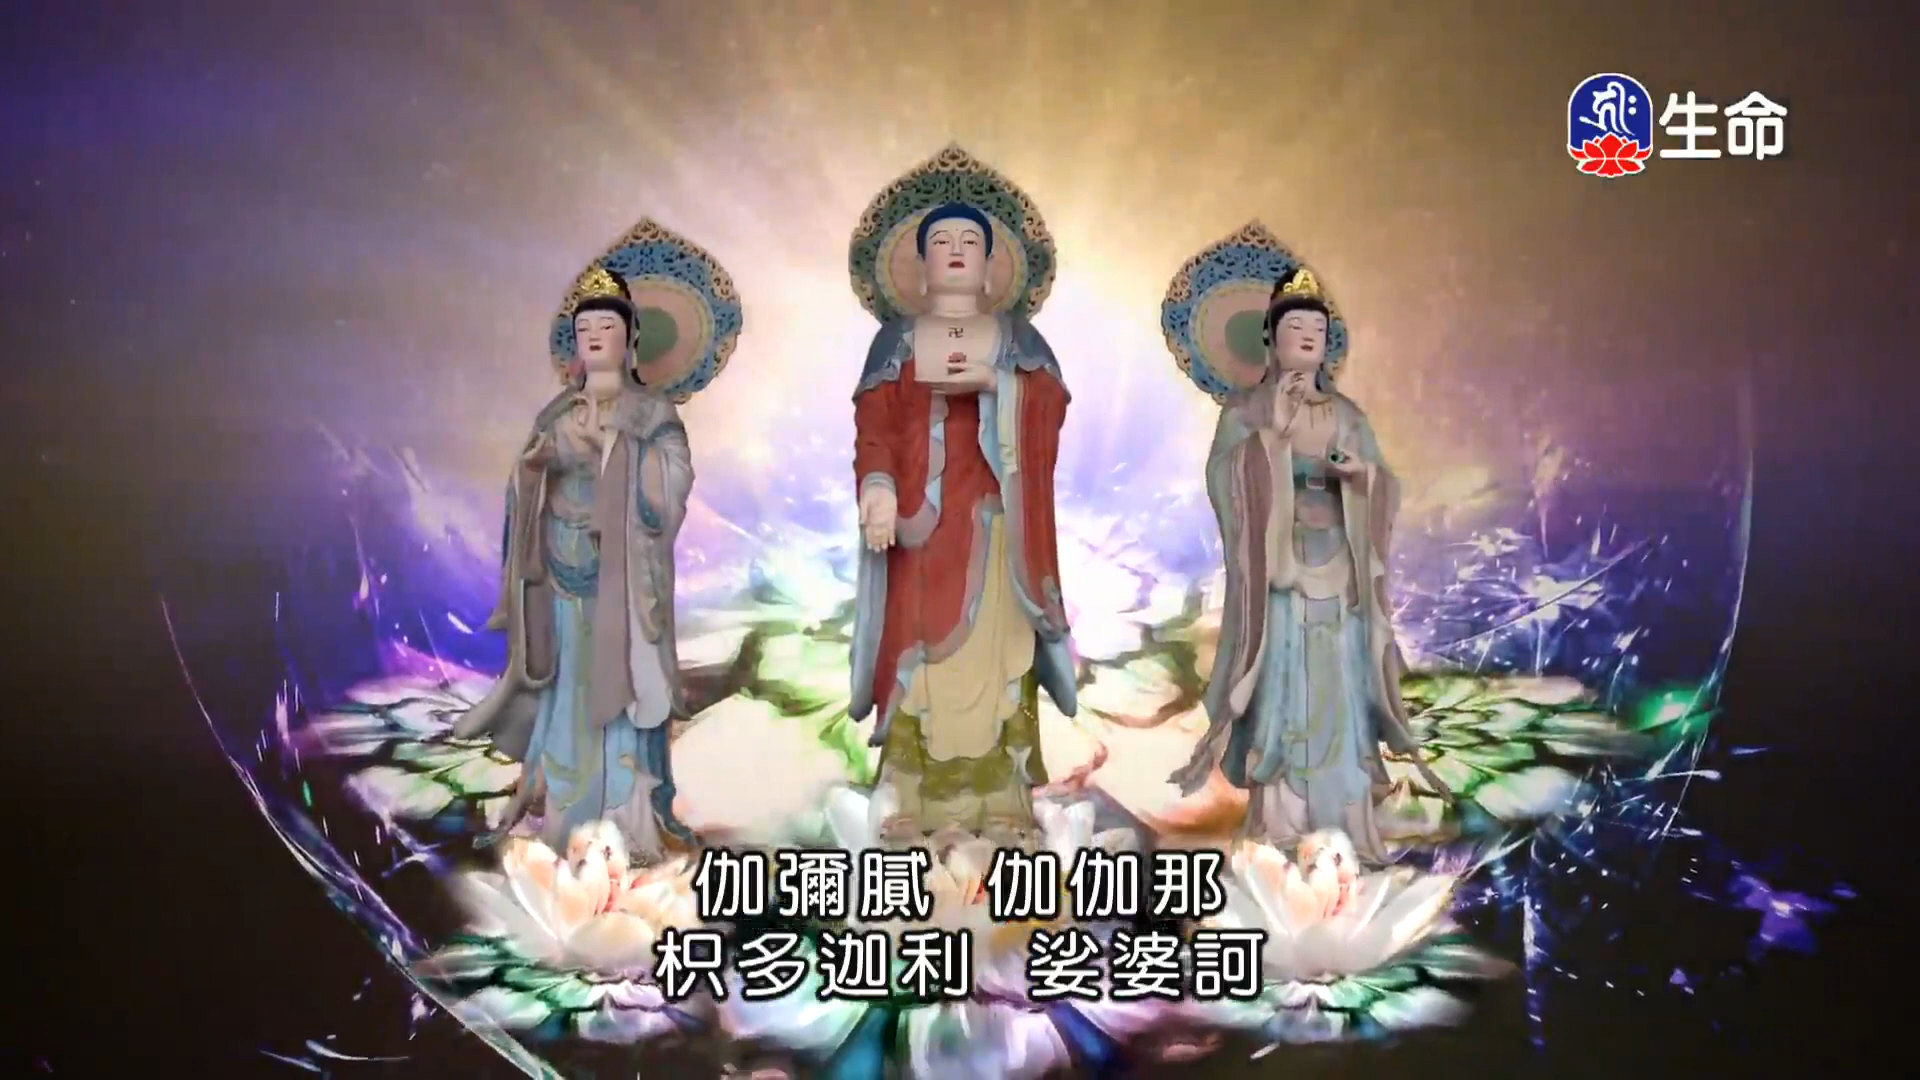 生命
伽彌膩 伽伽那
枳多迦利 娑婆訶